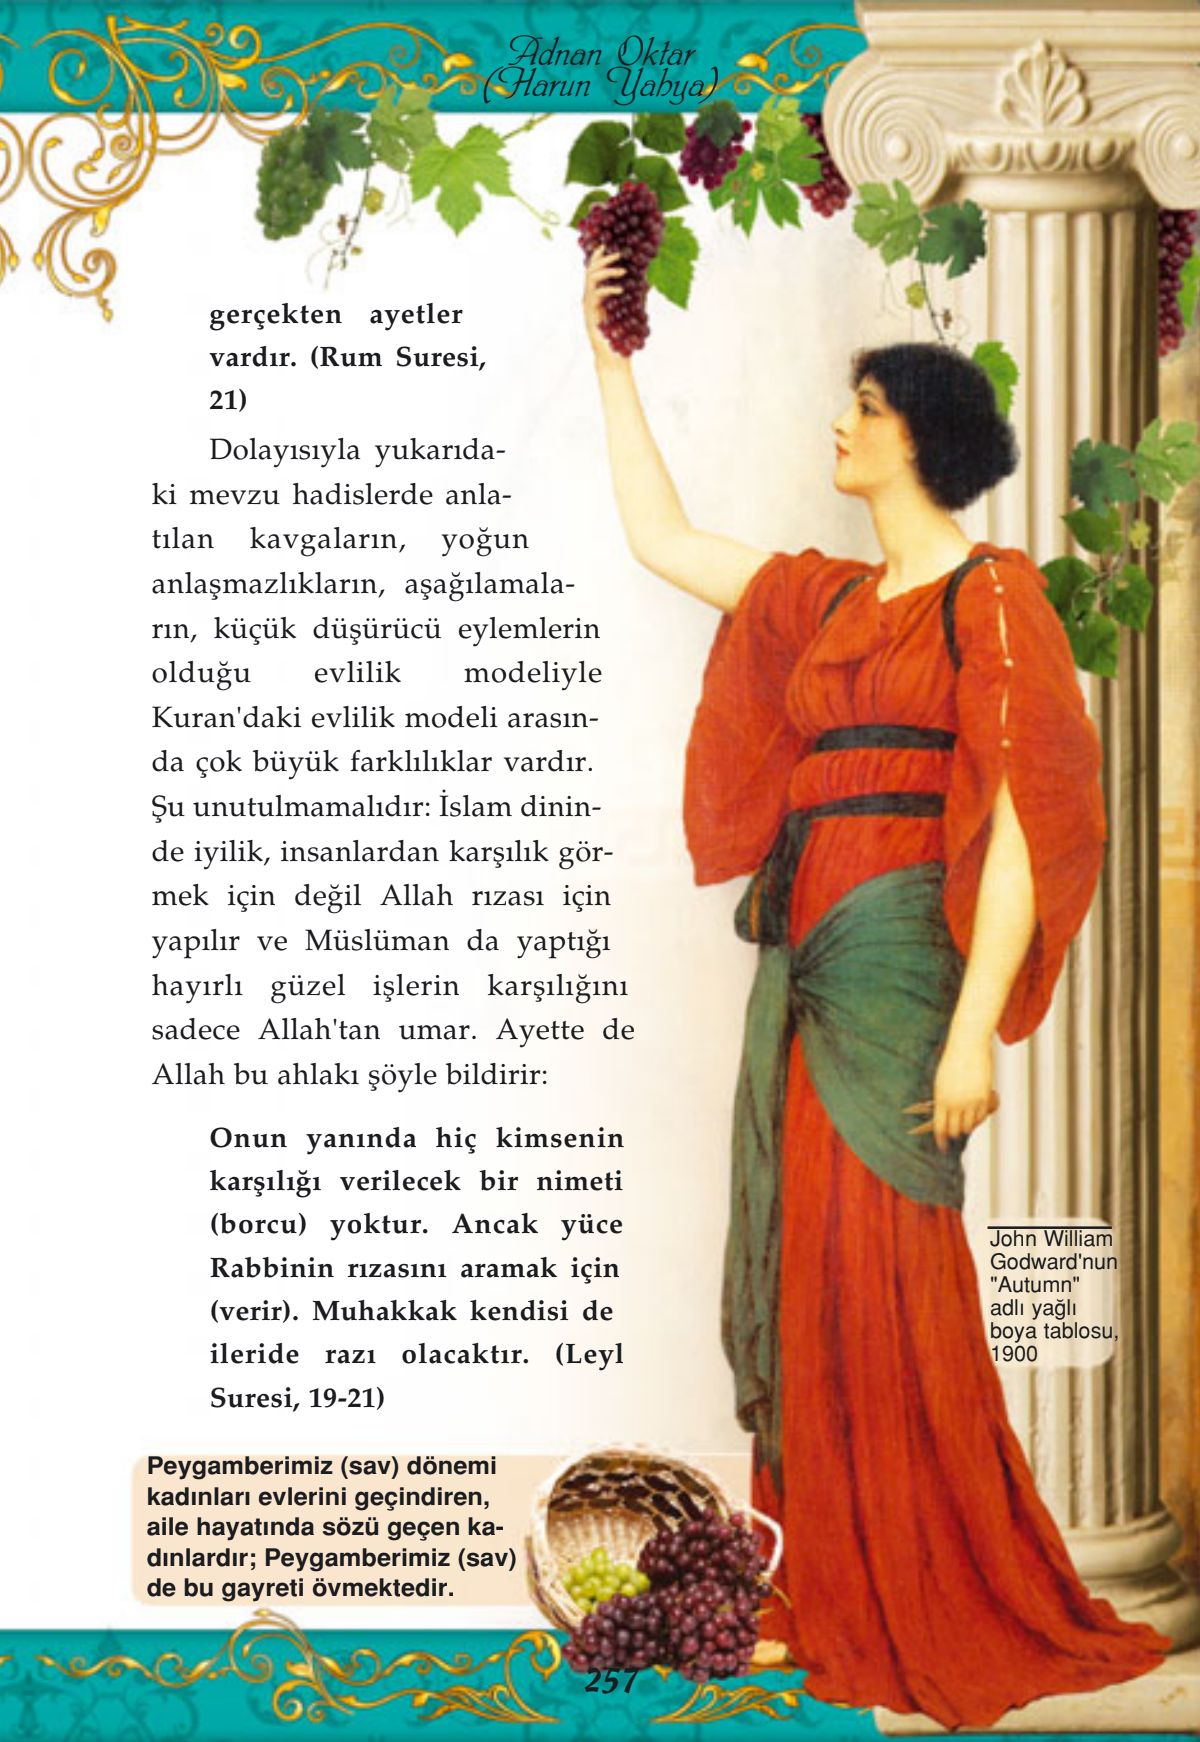 Adnan Oktar
(Harun Yahya)
gerçekten ayetler
vardır. (Rum Suresi,
21)
Dolayısıyla yukarıda-
ki mevzu hadislerde anla-
tılan kavgaların, yoğun
anlaşmazlıkların, aşağılamala-
rın, küçük düşürücü eylemlerin
olduğu evlilik modeliyle
Kuran'daki evlilik modeli arasın-
da çok büyük farklılıklar vardır.
Şu unutulmamalıdır: İslam dinin-
de iyilik, insanlardan karşılık gör-
mek için değil Allah rızası için
yapılır ve Müslüman da yaptığı
hayırlı güzel işlerin karşılığını
sadece Allah'tan umar. Ayette de
Allah bu ahlakı şöyle bildirir:
Onun yanında hiç kimsenin
karşılığı verilecek bir nimeti
(borcu) yoktur. Ancak yüce
Rabbinin rızasını aramak için
(verir). Muhakkak kendisi de
ileride razı olacaktır. (Leyl
Suresi, 19-21)
John William
Godward'nun
"Autumn"
adlı yağlı
boya tablosu,
1900
Peygamberimiz (sav) dönemi
kadınları evlerini geçindiren,
aile hayatında sözü geçen ka-
dınlardır; Peygamberimiz (sav)
de bu gayreti övmektedir.
257